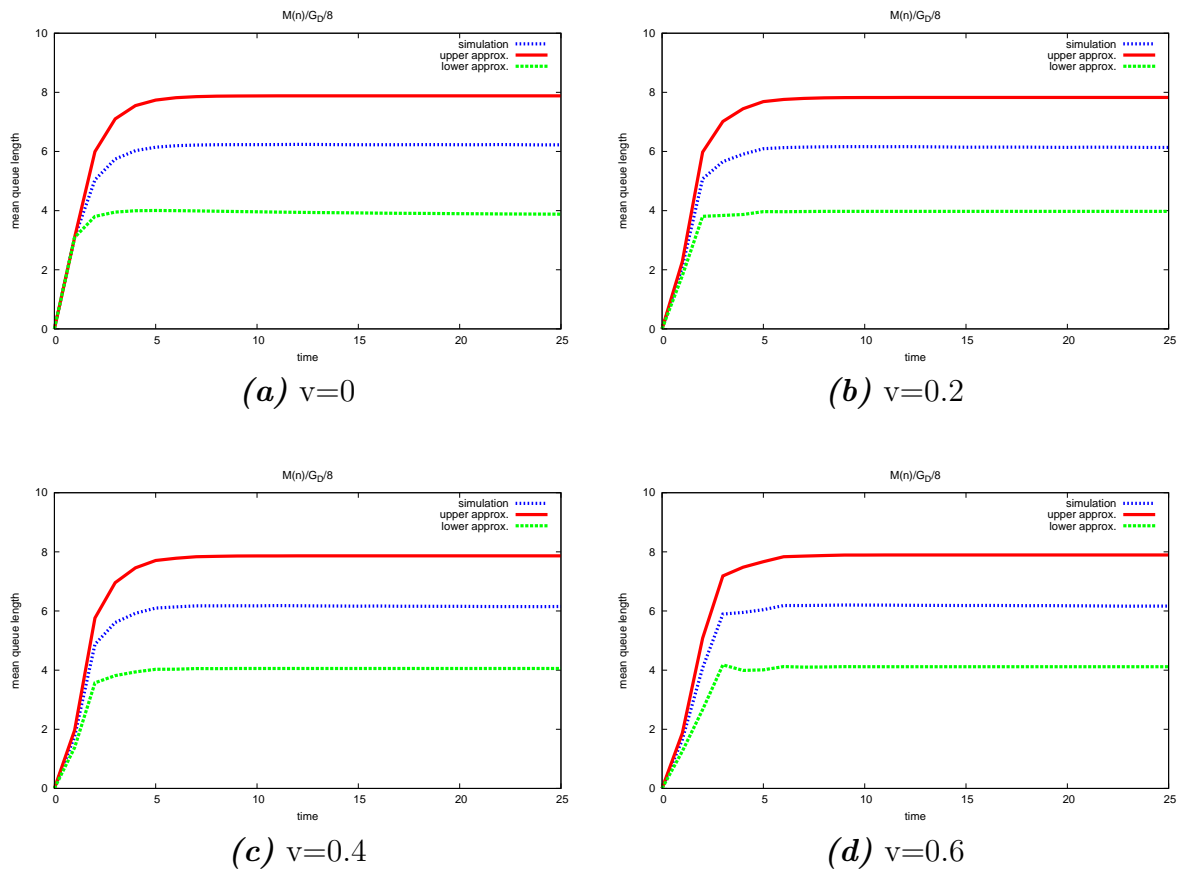 M(n)/G_D/8
simulation
upper approx.
lower approx.
mean queue length
10
8
6
4
2
0
0 5 10 15 20 25
time
(a) v=0
M(n)/G_D/8
simulation
upper approx.
lower approx.
mean queue length
10
8
6
4
2
0
0 5 10 15 20 25
time
(b) v=0.2
M(n)/G_D/8
simulation
upper approx.
lower approx.
mean queue length
10
8
6
4
2
0
0 5 10 15 20 25
time
(c) v=0.4
M(n)/G_D/8
simulation
upper approx.
lower approx.
mean queue length
10
8
6
4
2
0
0 5 10 15 20 25
time
(d) v=0.6